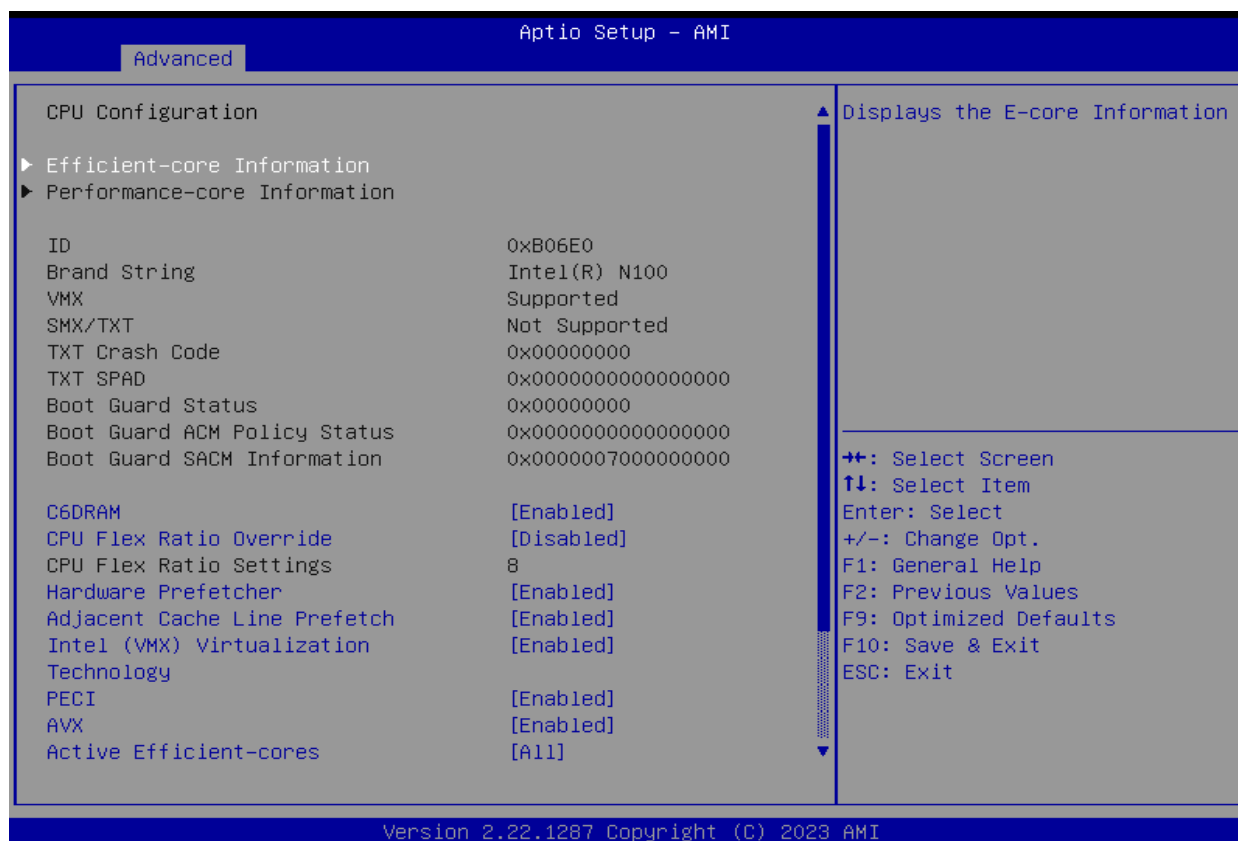 Aptio Setup – AMI
Advanced
CPU Configuration
Efficient-core Information
Performance-core Information
ID 0xB06E0
Brand String Intel(R) N100
VMX Supported
SMX/TXT Not Supported
TXT Crash Code 0x00000000
TXT SPAD 0x0000000000000000
Boot Guard Status 0x00000000
Boot Guard ACM Policy Status 0x0000000000000000
Boot Guard SACM Information 0x0000007000000000
C6DRAM [Enabled]
CPU Flex Ratio Override [Disabled]
CPU Flex Ratio Settings 8
Hardware Prefetcher [Enabled]
Adjacent Cache Line Prefetch [Enabled]
Intel (VMX) Virtualization [Enabled]
Technology
PECI [Enabled]
AVX [Enabled]
Active Efficient-cores [All]
Displays the E-core Information
→←: Select Screen
↑↓: Select Item
Enter: Select
+/-: Change Opt.
F1: General Help
F2: Previous Values
F9: Optimized Defaults
F10: Save & Exit
ESC: Exit
Version 2.22.1287 Copyright (C) 2023 AMI